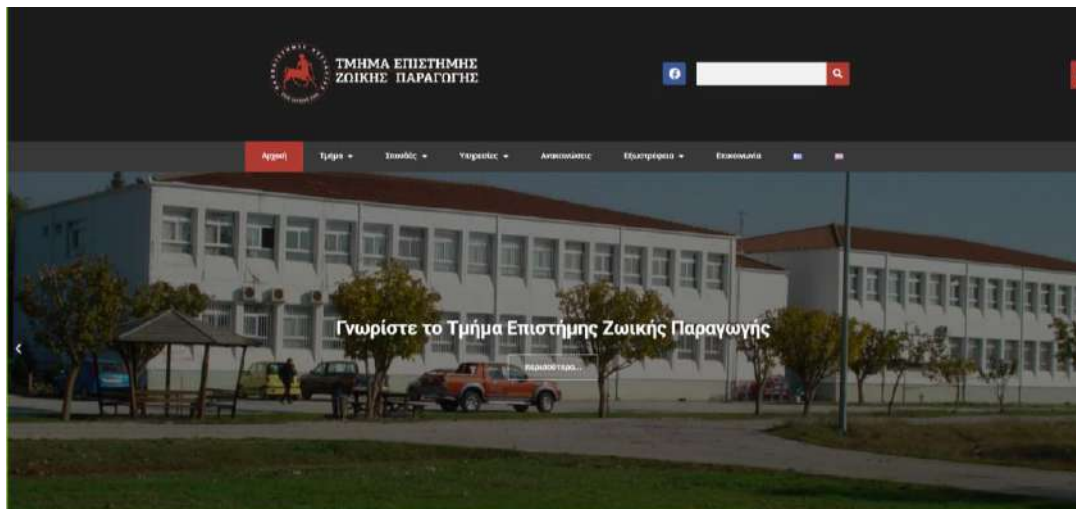 ΤΜΗΜΑ ΕΠΙΣΤΗΜΗΣ
ΖΩΙΚΗΣ ΠΑΡΑΓΩΓΗΣ
Αρχική Τμήμα Σπουδές Υπηρεσίες Ανακοινώσεις Εξωστρέφεια Επικοινωνία
Γνωρίστε το Τμήμα Επιστήμης Ζωικής Παραγωγής
περισσότερα...